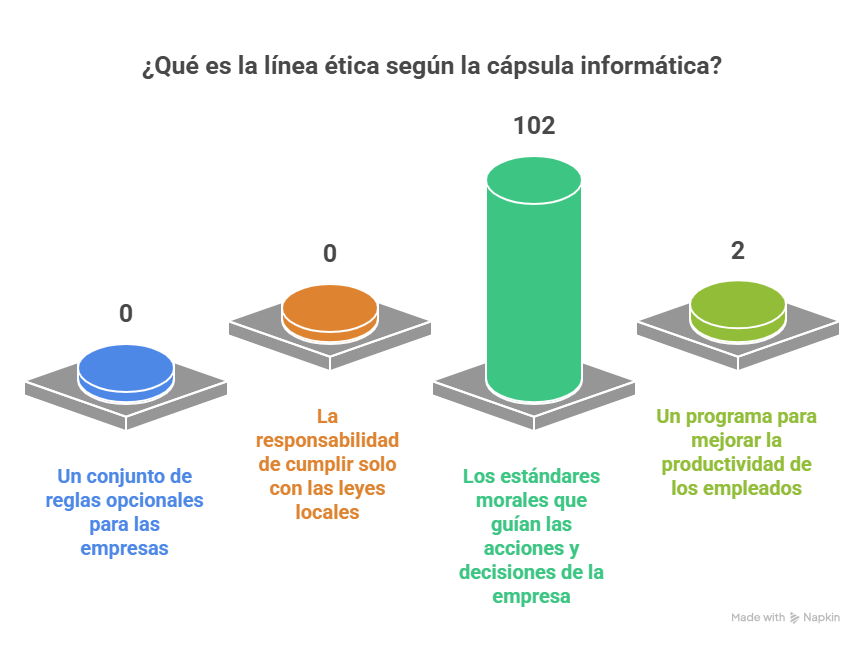 ¿Qué es la línea ética según la cápsula informática?
0
Un conjunto de
reglas opcionales
para las
empresas
0
La
responsabilidad
de cumplir solo
con las leyes
locales
102
Los estándares
morales que
guían las
acciones y
decisiones de la
empresa
2
Un programa para
mejorar la
productividad de
los empleados
Made with Napkin